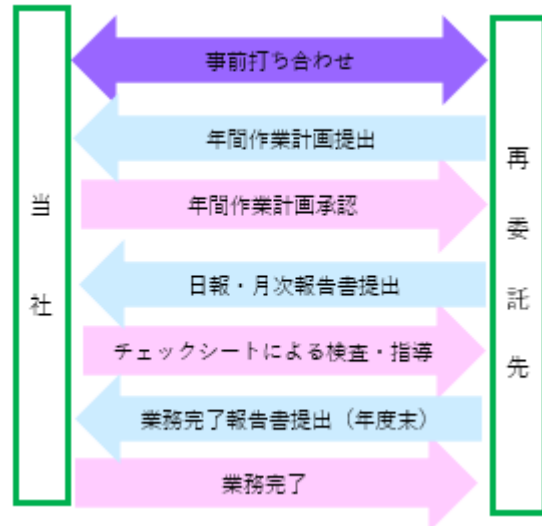 事前打ち合わせ
年間作業計画提出
年間作業計画承認
日報・月次報告書提出
チェックシートによる検査・指導
業務完了報告書提出（年度末）
業務完了
当社
再委託先